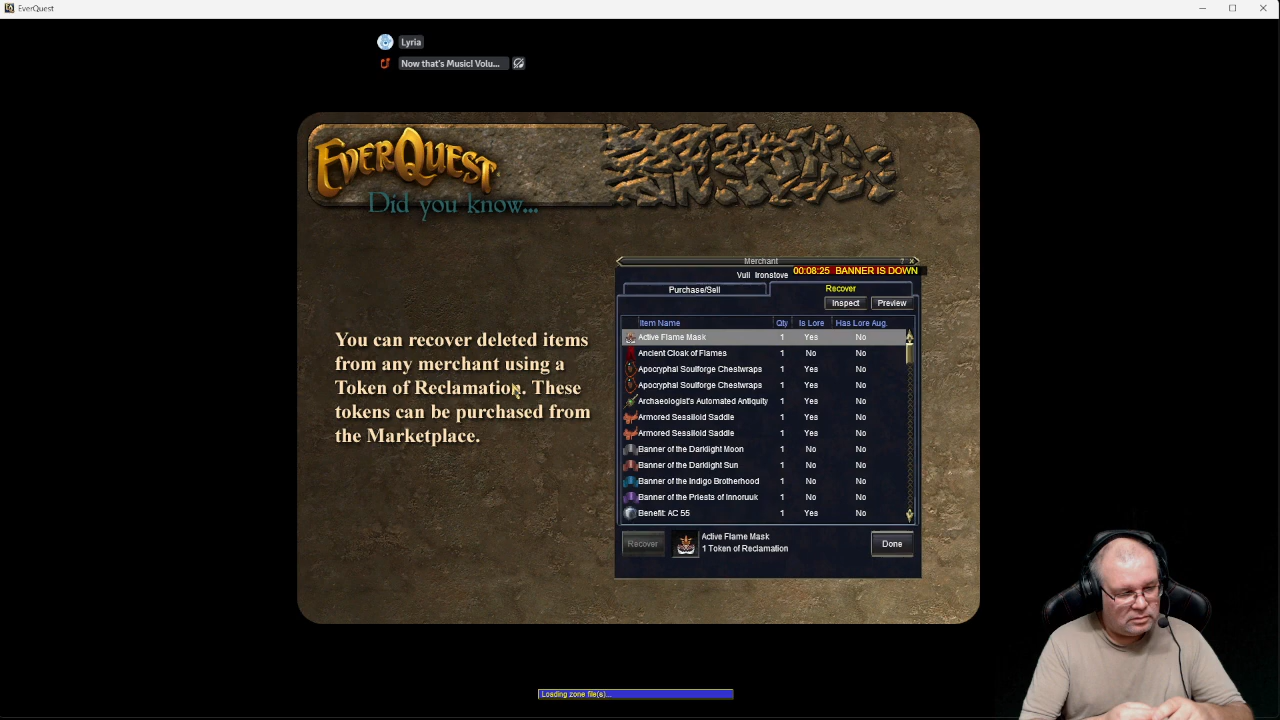 EverQuest
Lyria
Now that's Music! Volu...
EverQuest
Did you know...
You can recover deleted items
from any merchant using a
Token of Reclamation. These
tokens can be purchased from
the Marketplace.
Merchant ? x
Vuli Ironstove 00:08:25 BANNER IS DOWN
Purchase/Sell Recover
Inspect Preview
Item Name Qty Is Lore Has Lore Aug.
Active Flame Mask 1 Yes No
Ancient Cloak of Flames 1 No No
Apocryphal Soulforge Chestwraps 1 Yes No
Apocryphal Soulforge Chestwraps 1 Yes No
Archaeologist's Automated Antiquity 1 Yes No
Armored Sessiloid Saddle 1 Yes No
Armored Sessiloid Saddle 1 Yes No
Banner of the Darklight Moon 1 No No
Banner of the Darklight Sun 1 No No
Banner of the Indigo Brotherhood 1 No No
Banner of the Priests of Innoruuk 1 No No
Benefit: AC 55 1 Yes No
Recover Active Flame Mask
1 Token of Reclamation Done
Loading zone file(s)...